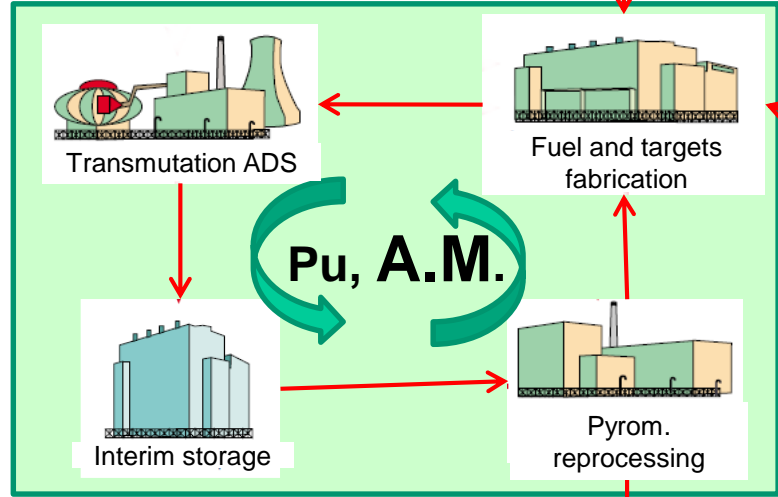 Transmutation ADS
Fuel and targets
fabrication
Pu, A.M.
Interim storage
Pyrom.
reprocessing